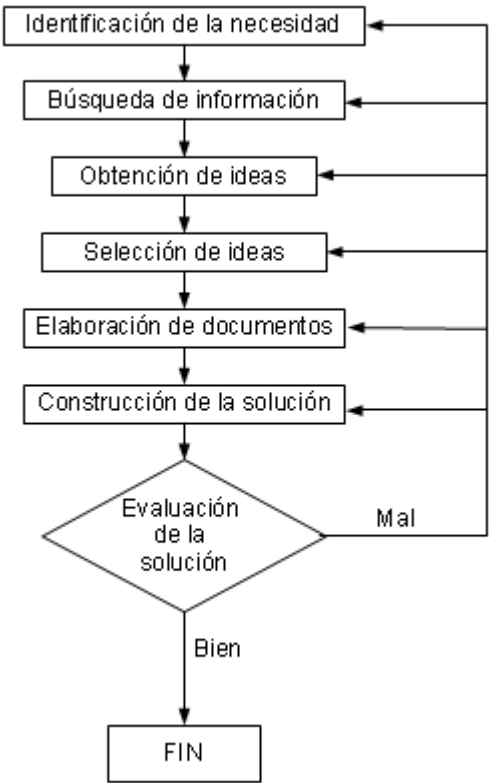 Identificación de la necesidad
Búsqueda de información
Obtención de ideas
Selección de ideas
Elaboración de documentos
Construcción de la solución
Evaluación
de la
solución
Mal
Bien
FIN